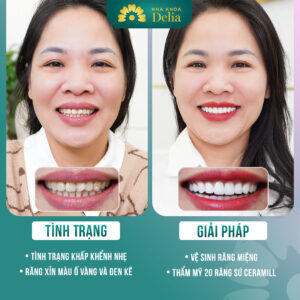 NHA KHOA
Delia
TÌNH TRẠNG
• TÌNH TRẠNG KHẤP KHỂNH NHẸ
• RĂNG XỈN MÀU Ố VÀNG VÀ ĐEN KẼ
GIẢI PHÁP
• VỆ SINH RĂNG MIỆNG
• THẨM MỸ 20 RĂNG SỨ CERAMILL